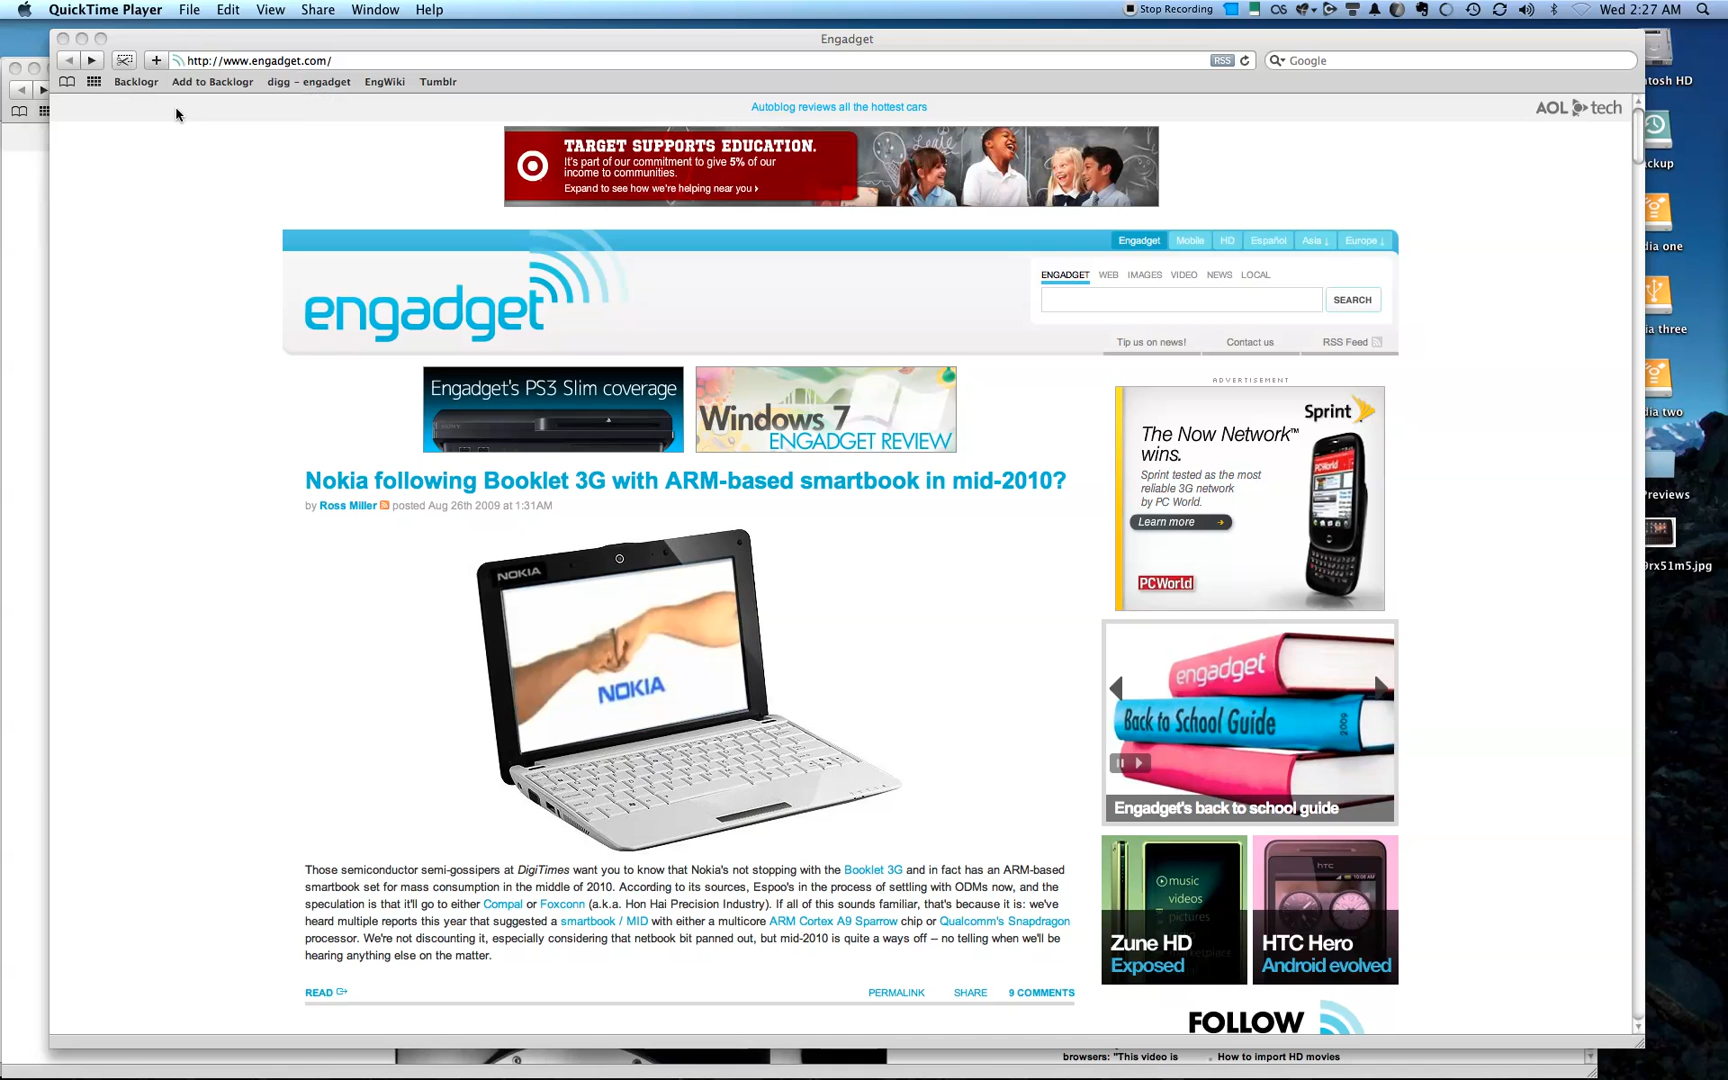 QuickTime Player File Edit View Share Window Help
Stop Recording
Wed 2:27 AM
Engadget
http://www.engadget.com/
RSS
Google
Backlogr Add to Backlogr digg – engadget EngWiki Tumblr
Autoblog reviews all the hottest cars
AOL tech
TARGET SUPPORTS EDUCATION.
It's part of our commitment to give 5% of our
income to communities.
Expand to see how we're helping near you ›
Engadget Mobile HD Español Asia ↓ Europe ↓
engadget
ENGADGET WEB IMAGES VIDEO NEWS LOCAL
SEARCH
Tip us on news! Contact us RSS Feed
Engadget's PS3 Slim coverage
Windows 7
ENGADGET REVIEW
Nokia following Booklet 3G with ARM-based smartbook in mid-2010?
by Ross Miller posted Aug 26th 2009 at 1:31AM
NOKIA
NOKIA
Those semiconductor semi-gossipers at DigiTimes want you to know that Nokia's not stopping with the Booklet 3G and in fact has an ARM-based
smartbook set for mass consumption in the middle of 2010. According to its sources, Espoo's in the process of settling with ODMs now, and the
speculation is that it'll go to either Compal or Foxconn (a.k.a. Hon Hai Precision Industry). If all of this sounds familiar, that's because it is: we've
heard multiple reports this year that suggested a smartbook / MID with either a multicore ARM Cortex A9 Sparrow chip or Qualcomm's Snapdragon
processor. We're not discounting it, especially considering that netbook bit panned out, but mid-2010 is quite a ways off – no telling when we'll be
hearing anything else on the matter.
READ
PERMALINK SHARE 9 COMMENTS
ADVERTISEMENT
Sprint
The Now Network™
wins.
Sprint tested as the most
reliable 3G network
by PC World.
Learn more
PCWorld
PCWorld
engadget
Back to School Guide
2009
Engadget's back to school guide
music
videos
pictures
Zune HD
Exposed
htc
HTC Hero
Android evolved
FOLLOW
browsers: "This video is
How to import HD movies
tosh HD
ckup
dia one
ia three
ia two
Previews
9rx51m5.jpg